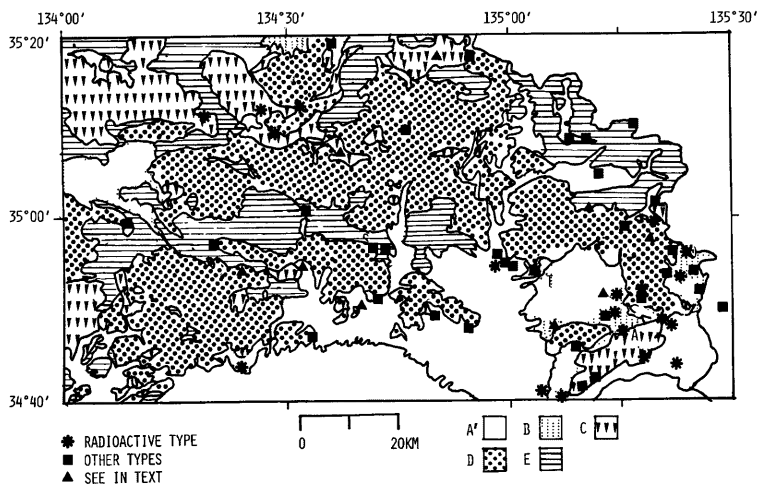 134°00' 134°50' 135°00' 135°30'
35°20'
35°00'
34°40'
RADIOACTIVE TYPE
OTHER TYPES
SEE IN TEXT
0 20KM
A' B C
D E